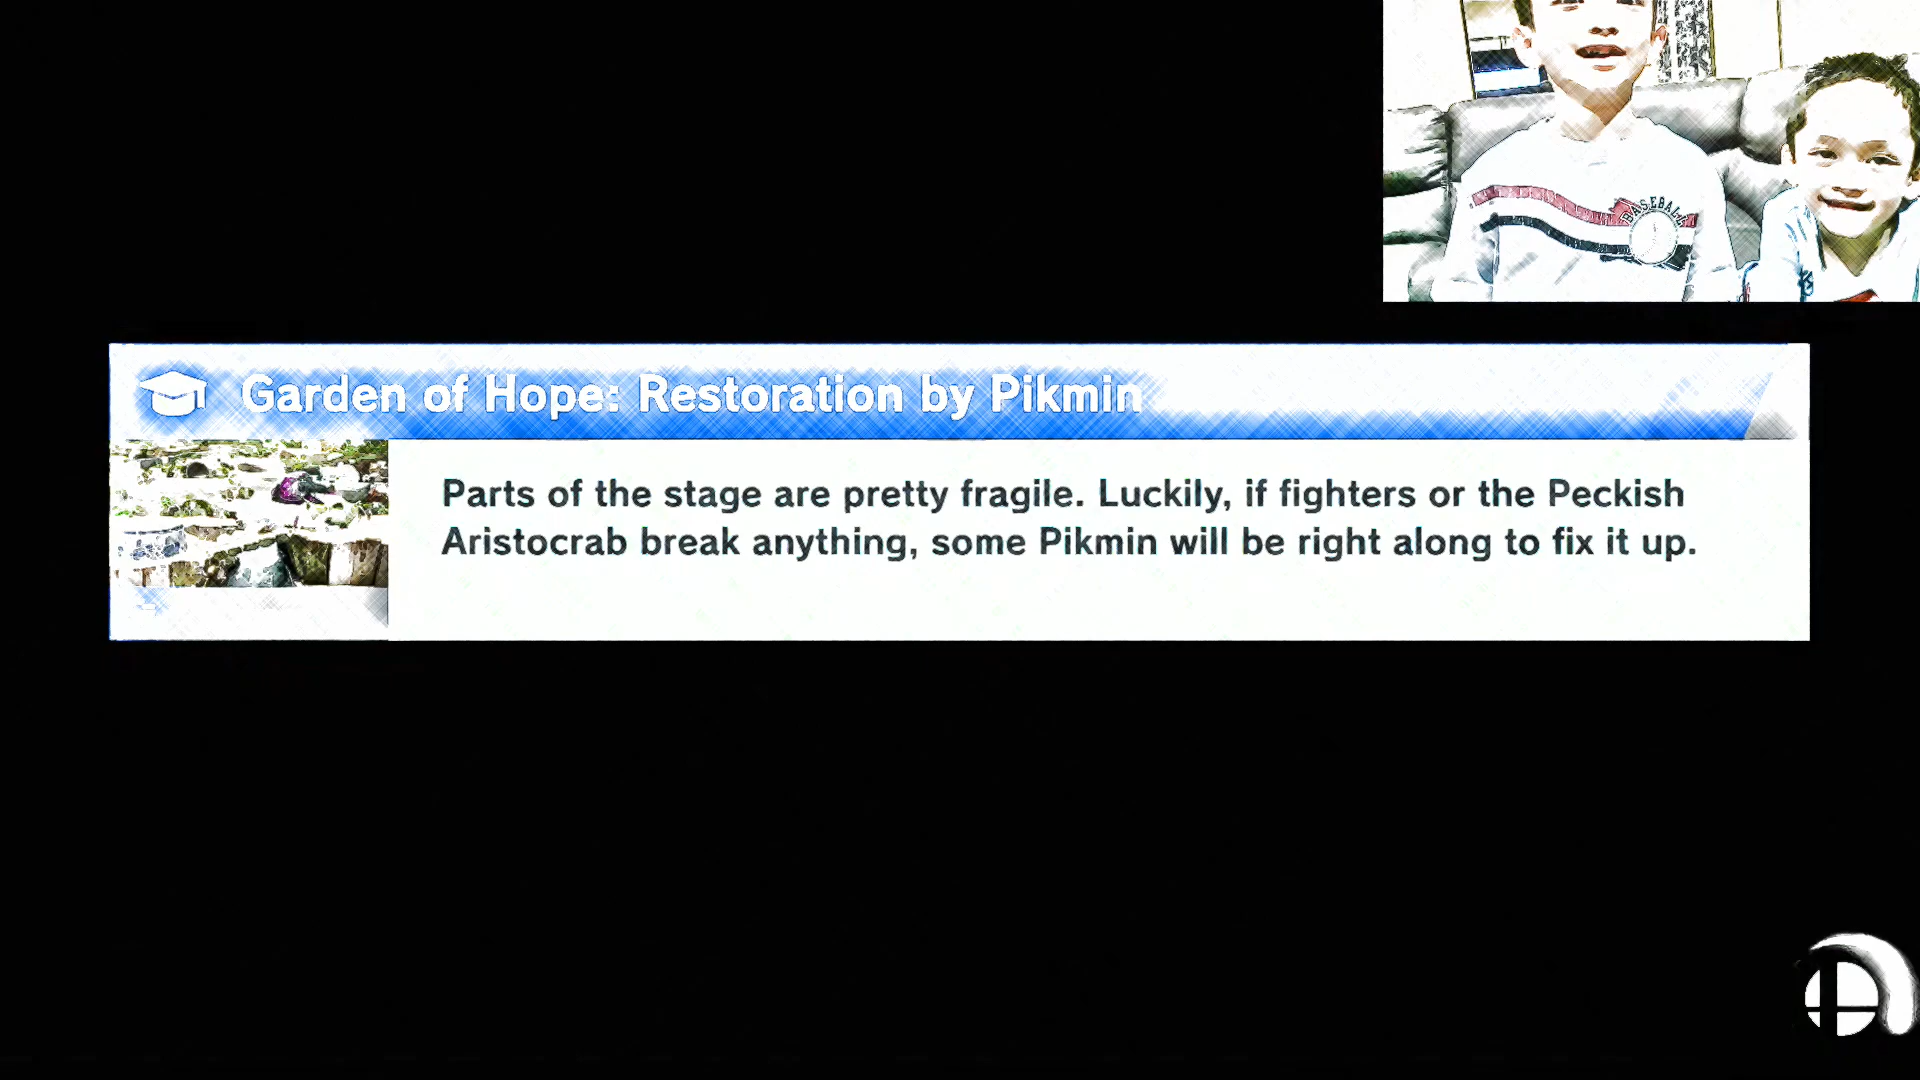 BASEBALL
Garden of Hope: Restoration by Pikmin
Parts of the stage are pretty fragile. Luckily, if fighters or the Peckish
Aristocrab break anything, some Pikmin will be right along to fix it up.